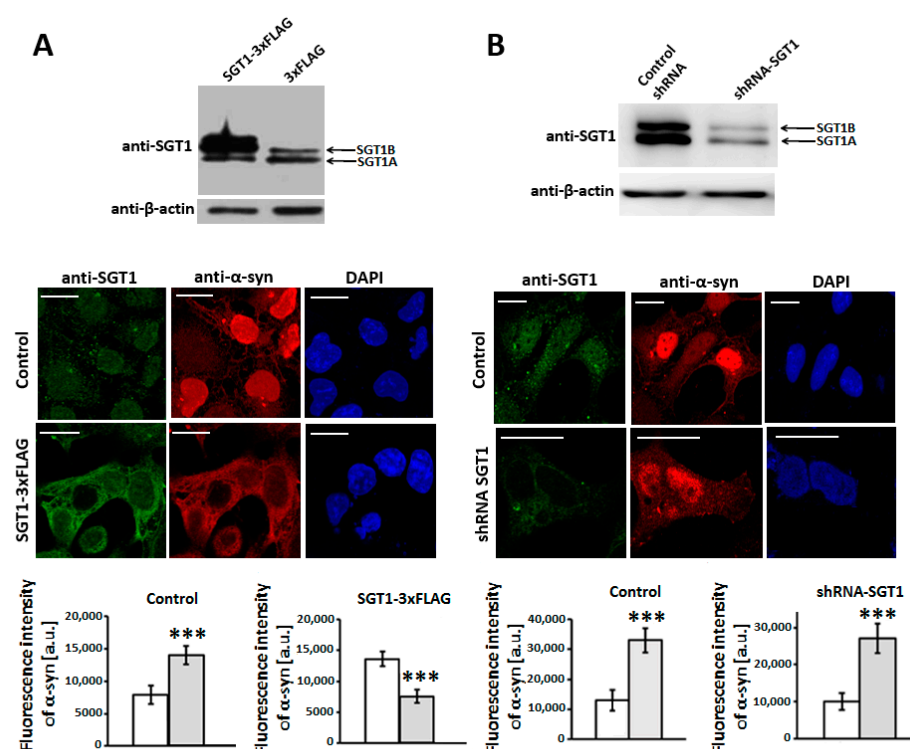 A
SGT1-3xFLAG
3xFLAG
anti-SGT1
SGT1B
SGT1A
anti-β-actin
anti-SGT1
anti-α-syn
DAPI
Control
SGT1-3xFLAG
Fluorescence intensity
of α-syn [a.u.]
Control
20,000
15,000
10,000
5000
0
***
Fluorescence intensity
of α-syn [a.u.]
SGT1-3xFLAG
20,000
15,000
10,000
5000
0
***
B
Control
shRNA
shRNA-SGT1
anti-SGT1
SGT1B
SGT1A
anti-β-actin
anti-SGT1
anti-α-syn
DAPI
Control
shRNA SGT1
Fluorescence intensity
of α-syn [a.u.]
Control
40,000
30,000
20,000
10,000
0
***
Fluorescence intensity
of α-syn [a.u.]
shRNA-SGT1
30,000
20,000
10,000
0
***